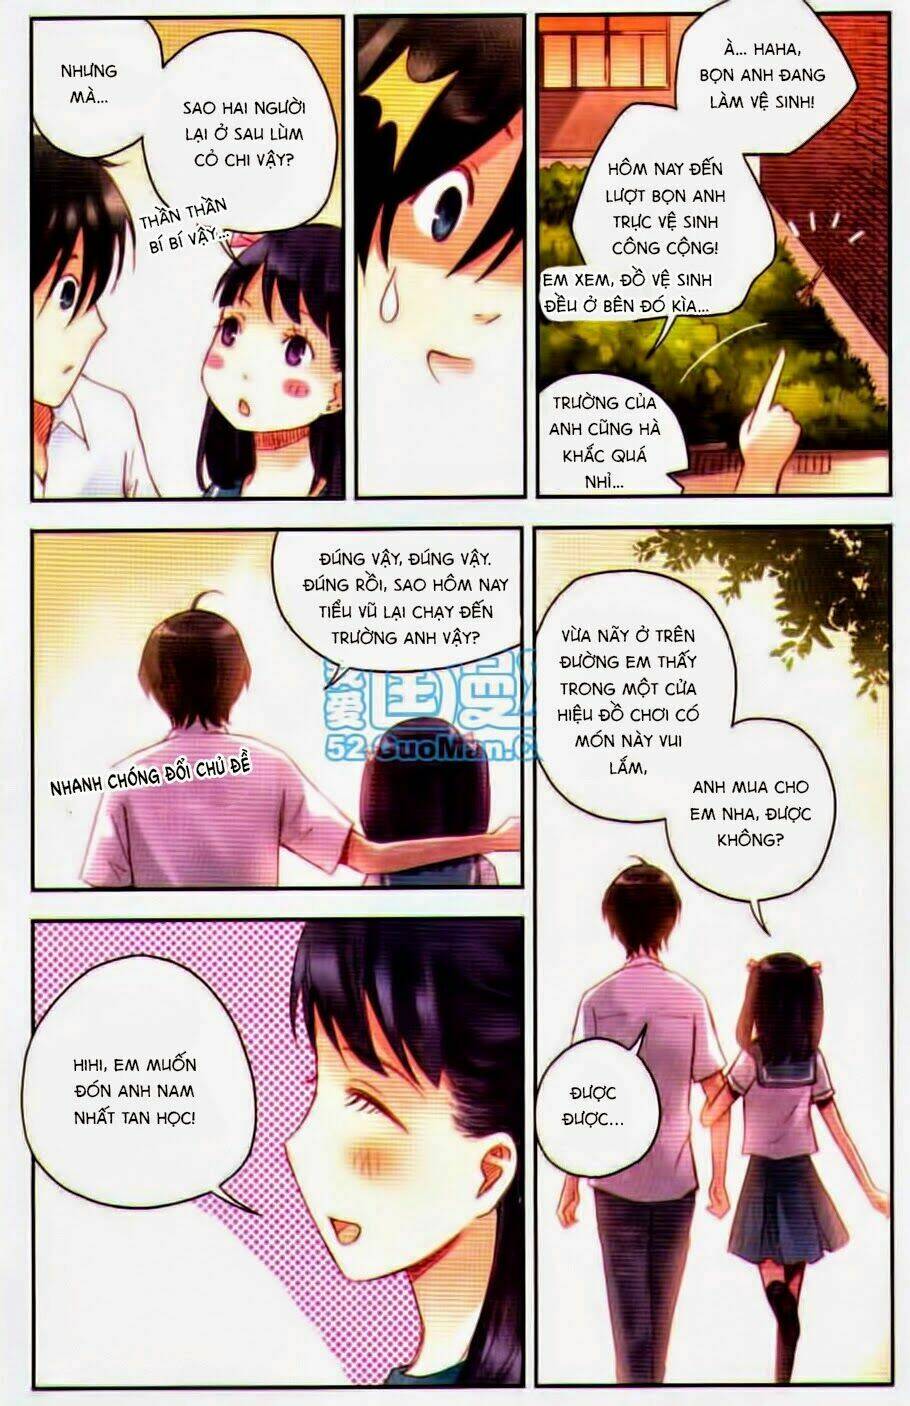 NHƯNG
MÀ...
SAO HAI NGƯỜI
LẠI Ở SAU LÙM
CỎ CHI VẬY?
THẦN THẦN
BÍ BÍ VẬY...
À... HAHA,
BỌN ANH ĐANG
LÀM VỆ SINH!
HÔM NAY ĐẾN
LƯỢT BỌN ANH
TRỰC VỆ SINH
CÔNG CỘNG!
EM XEM, ĐỒ VỆ SINH
ĐỀU Ở BÊN ĐÓ KÌA...
TRƯỜNG CỦA
ANH CŨNG HÀ
KHẮC QUÁ
NHỈ...
ĐÚNG VẬY, ĐÚNG VẬY.
ĐÚNG RỒI, SAO HÔM NAY
TIỂU VŨ LẠI CHẠY ĐẾN
TRƯỜNG ANH VẬY?
NHANH CHÓNG ĐỔI CHỦ ĐỀ
爱国漫
52 GuoMan.C
VỪA NÃY Ở TRÊN
ĐƯỜNG EM THẤY
TRONG MỘT CỬA
HIỆU ĐỒ CHƠI CÓ
MÓN NÀY VUI
LẮM,
ANH MUA CHO
EM NHA, ĐƯỢC
KHÔNG?
HIHI, EM MUỐN
ĐÓN ANH NAM
NHẤT TAN HỌC!
ĐƯỢC
ĐƯỢC...